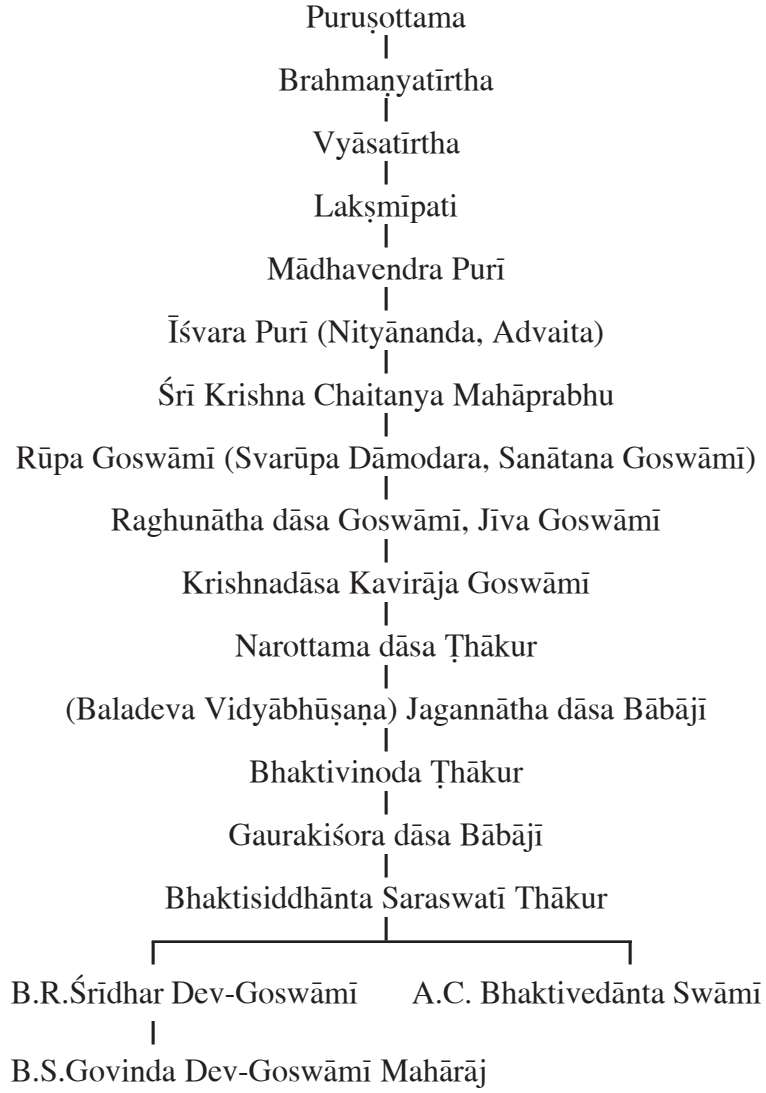 Puruṣottama
Brahmaṇyatīrtha
Vyāsatīrtha
Lakṣmīpati
Mādhavendra Purī
Īśvara Purī (Nityānanda, Advaita)
Śrī Krishna Chaitanya Mahāprabhu
Rūpa Goswāmī (Svarūpa Dāmodara, Sanātana Goswāmī)
Raghunātha dāsa Goswāmī, Jīva Goswāmī
Krishnadāsa Kavirāja Goswāmī
Narottama dāsa Ṭhākur
(Baladeva Vidyābhūṣaṇa) Jagannātha dāsa Bābājī
Bhaktivinoda Ṭhākur
Gaurakiśora dāsa Bābājī
Bhaktisiddhānta Saraswatī Thākur
B.R.Śrīdhar Dev-Goswāmī A.C. Bhaktivedānta Swāmī
B.S.Govinda Dev-Goswāmī Mahārāj